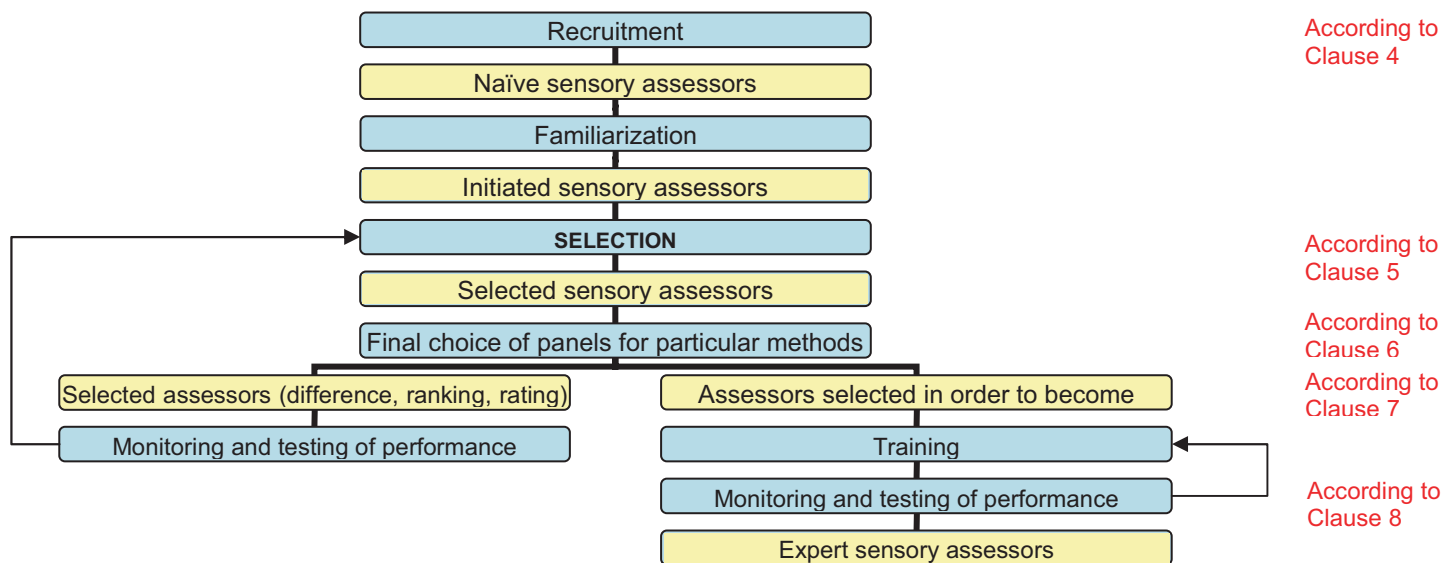 Recruitment
According to
Clause 4
Naïve sensory assessors
Familiarization
Initiated sensory assessors
SELECTION
According to
Clause 5
Selected sensory assessors
Final choice of panels for particular methods
According to
Clause 6
Selected assessors (difference, ranking, rating)
Assessors selected in order to become
According to
Clause 7
Monitoring and testing of performance
Training
Monitoring and testing of performance
According to
Clause 8
Expert sensory assessors